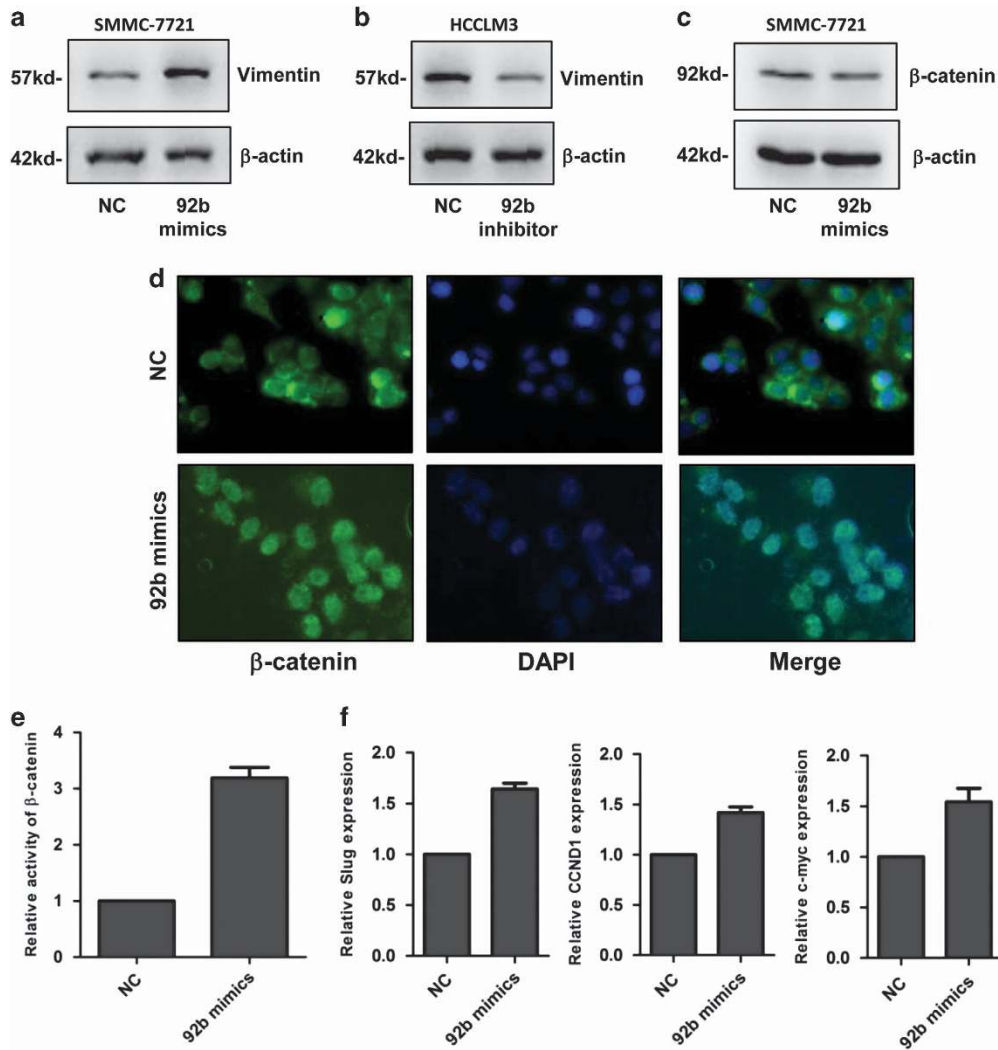 a
SMMC-7721
57kd-
Vimentin
42kd-
β-actin
NC
92b
mimics
b
HCCLM3
57kd-
Vimentin
42kd-
β-actin
NC
92b
inhibitor
c
SMMC-7721
92kd-
β-catenin
42kd-
β-actin
NC
92b
mimics
d
NC
92b mimics
β-catenin
DAPI
Merge
e
Relative activity of β-catenin
4
3
2
1
0
NC
92b mimics
f
Relative Slug expression
2.0
1.5
1.0
0.5
0.0
NC
92b mimics
Relative CCND1 expression
2.0
1.5
1.0
0.5
0.0
NC
92b mimics
Relative c-myc expression
2.0
1.5
1.0
0.5
0.0
NC
92b mimics